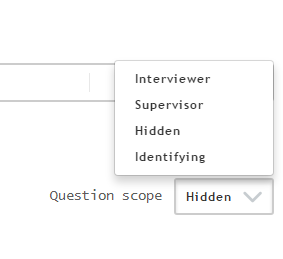 Interviewer
Supervisor
Hidden
Identifying
Question scope Hidden